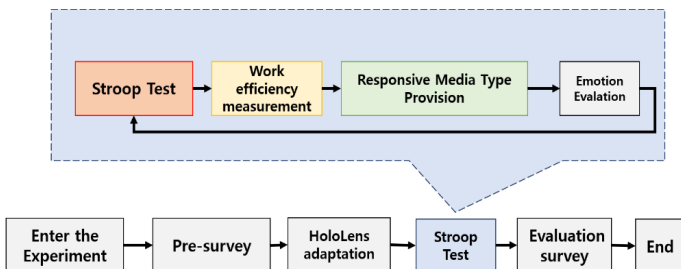 Stroop Test
Work
efficiency
measurement
Responsive Media Type
Provision
Emotion
Evalation
Enter the
Experiment
Pre-survey
HoloLens
adaptation
Stroop
Test
Evaluation
survey
End